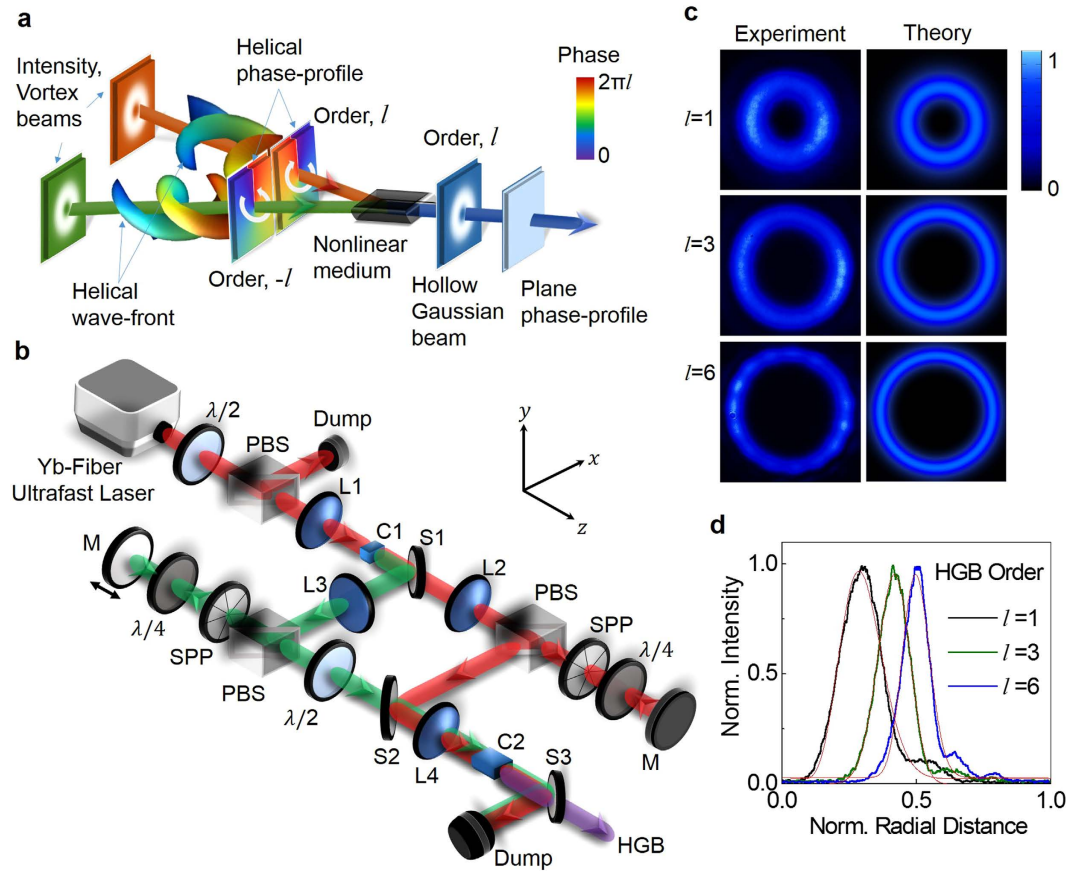 a
Intensity,
Vortex
beams
Helical
phase-profile
Order, l
Phase
2πl
0
Order, l
Nonlinear
medium
Order, -l
Helical
wave-front
Hollow
Gaussian
beam
Plane
phase-profile
b
Yb-Fiber
Ultrafast Laser
λ/2
PBS
Dump
L1
C1
S1
L2
PBS
SPP
λ/4
M
M
λ/4
SPP
PBS
L3
λ/2
S2
L4
C2
S3
Dump
HGB
y
x
z
c
Experiment
Theory
1
0
l=1
l=3
l=6
d
HGB Order
l=1
l=3
l=6
Norm. Intensity
1.0
0.5
0.0
0.0
0.5
1.0
Norm. Radial Distance